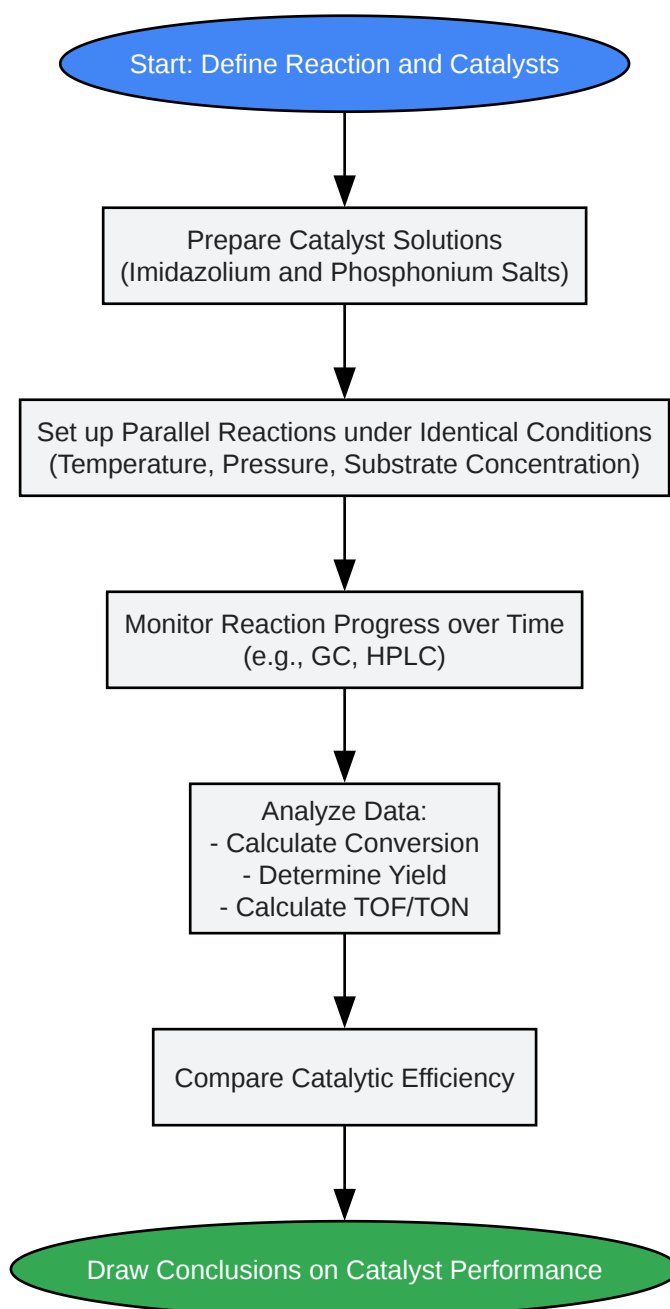 Start: Define Reaction and Catalysts
Prepare Catalyst Solutions
(Imidazolium and Phosphonium Salts)
Set up Parallel Reactions under Identical Conditions
(Temperature, Pressure, Substrate Concentration)
Monitor Reaction Progress over Time
(e.g., GC, HPLC)
Analyze Data:
- Calculate Conversion
- Determine Yield
- Calculate TOF/TON
Compare Catalytic Efficiency
Draw Conclusions on Catalyst Performance